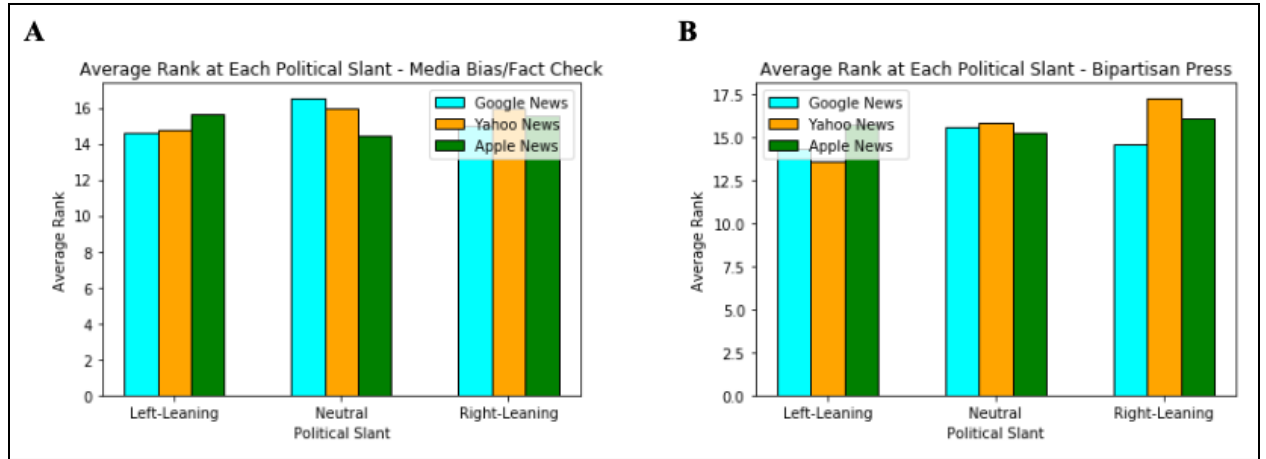 A
Average Rank at Each Political Slant - Media Bias/Fact Check
Google News
Yahoo News
Apple News
Average Rank
16
14
12
10
8
6
4
2
0
Left-Leaning
Neutral
Right-Leaning
Political Slant
B
Average Rank at Each Political Slant - Bipartisan Press
Google News
Yahoo News
Apple News
Average Rank
17.5
15.0
12.5
10.0
7.5
5.0
2.5
0.0
Left-Leaning
Neutral
Right-Leaning
Political Slant